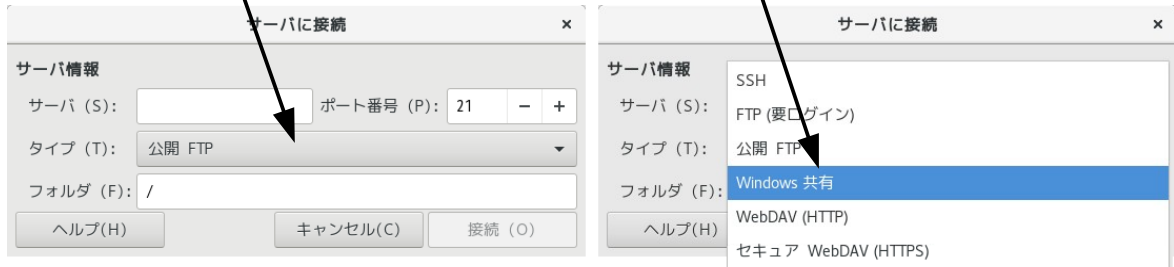 サーバに接続 ×
サーバ情報
サーバ (S): ポート番号 (P): 21 － +
タイプ (T): 公開 FTP
フォルダ (F): /
ヘルプ(H) キャンセル(C) 接続 (O)
サーバに接続 ×
サーバ情報
サーバ (S):
タイプ (T):
フォルダ (F):
ヘルプ(H)
SSH
FTP (要ログイン)
公開 FTP
Windows 共有
WebDAV (HTTP)
セキュア WebDAV (HTTPS)